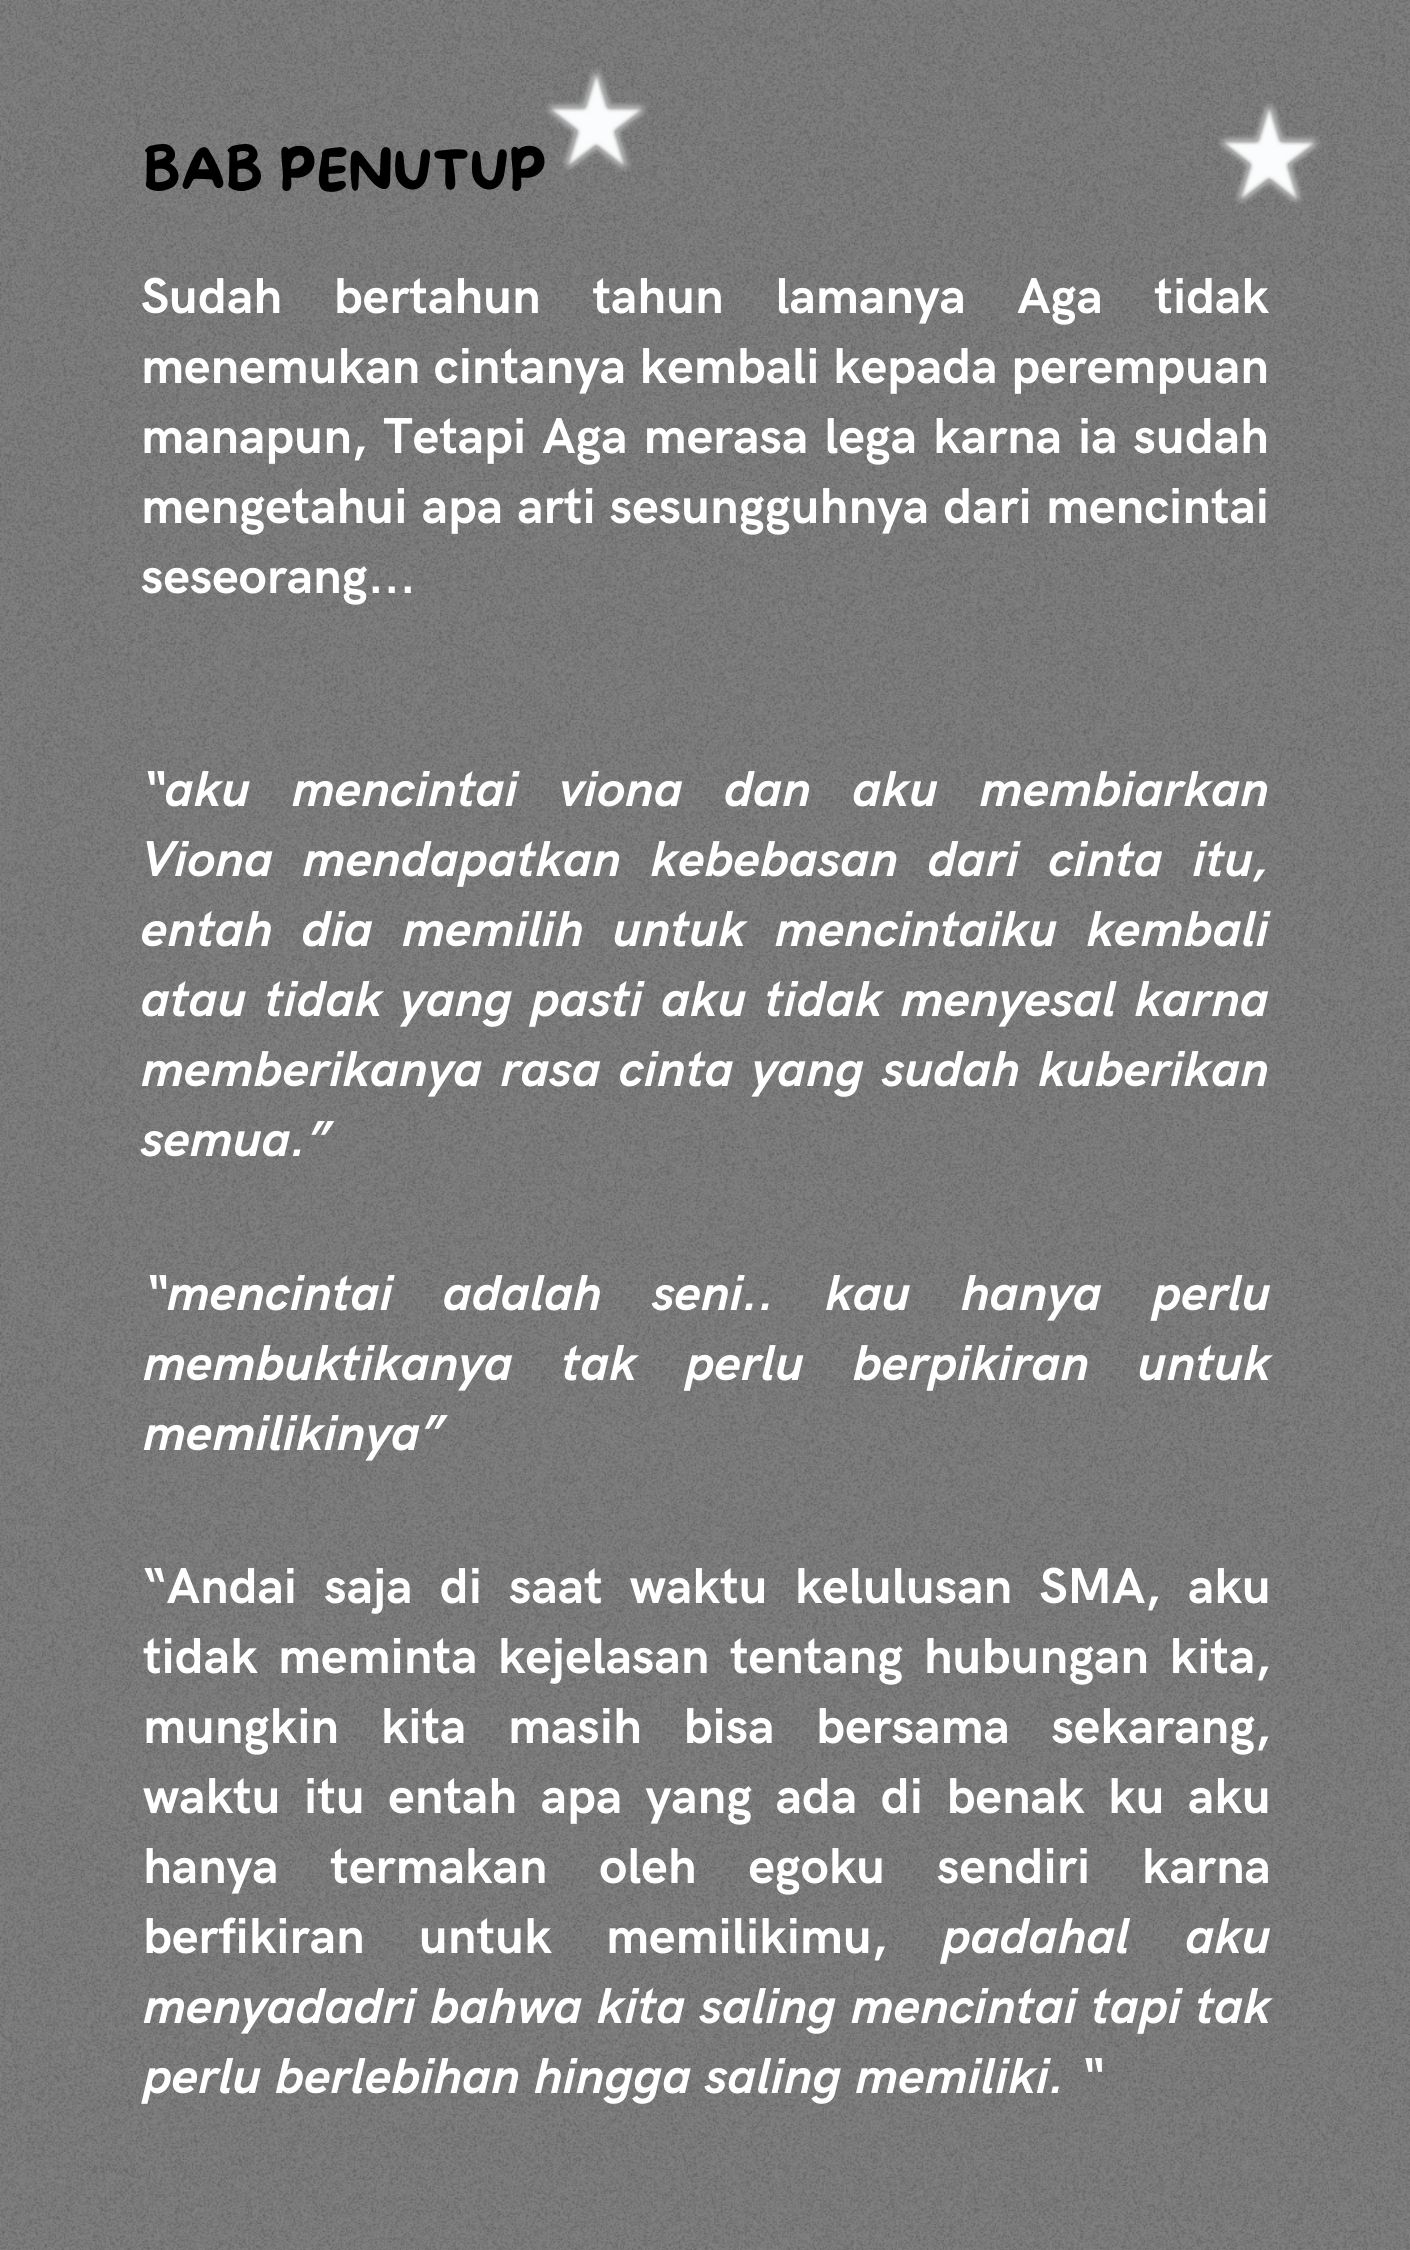 BAB PENUTUP
Sudah bertahun tahun lamanya Aga tidak
menemukan cintanya kembali kepada perempuan
manapun, Tetapi Aga merasa lega karna ia sudah
mengetahui apa arti sesungguhnya dari mencintai
seseorang...
“aku mencintai viona dan aku membiarkan
Viona mendapatkan kebebasan dari cinta itu,
entah dia memilih untuk mencintaiku kembali
atau tidak yang pasti aku tidak menyesal karna
memberikanya rasa cinta yang sudah kuberikan
semua.”
“mencintai adalah seni.. kau hanya perlu
membuktikanya tak perlu berpikiran untuk
memilikinya”
“Andai saja di saat waktu kelulusan SMA, aku
tidak meminta kejelasan tentang hubungan kita,
mungkin kita masih bisa bersama sekarang,
waktu itu entah apa yang ada di benak ku aku
hanya termakan oleh egoku sendiri karna
berfikiran untuk memilikimu, padahal aku
menyadadri bahwa kita saling mencintai tapi tak
perlu berlebihan hingga saling memiliki. “